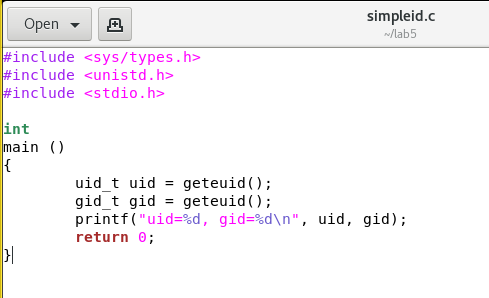 Open
simpleid.c
~/lab5
#include <sys/types.h>
#include <unistd.h>
#include <stdio.h>
int
main ()
{
uid_t uid = geteuid();
gid_t gid = geteuid();
printf("uid=%d, gid=%d\n", uid, gid);
return 0;
}